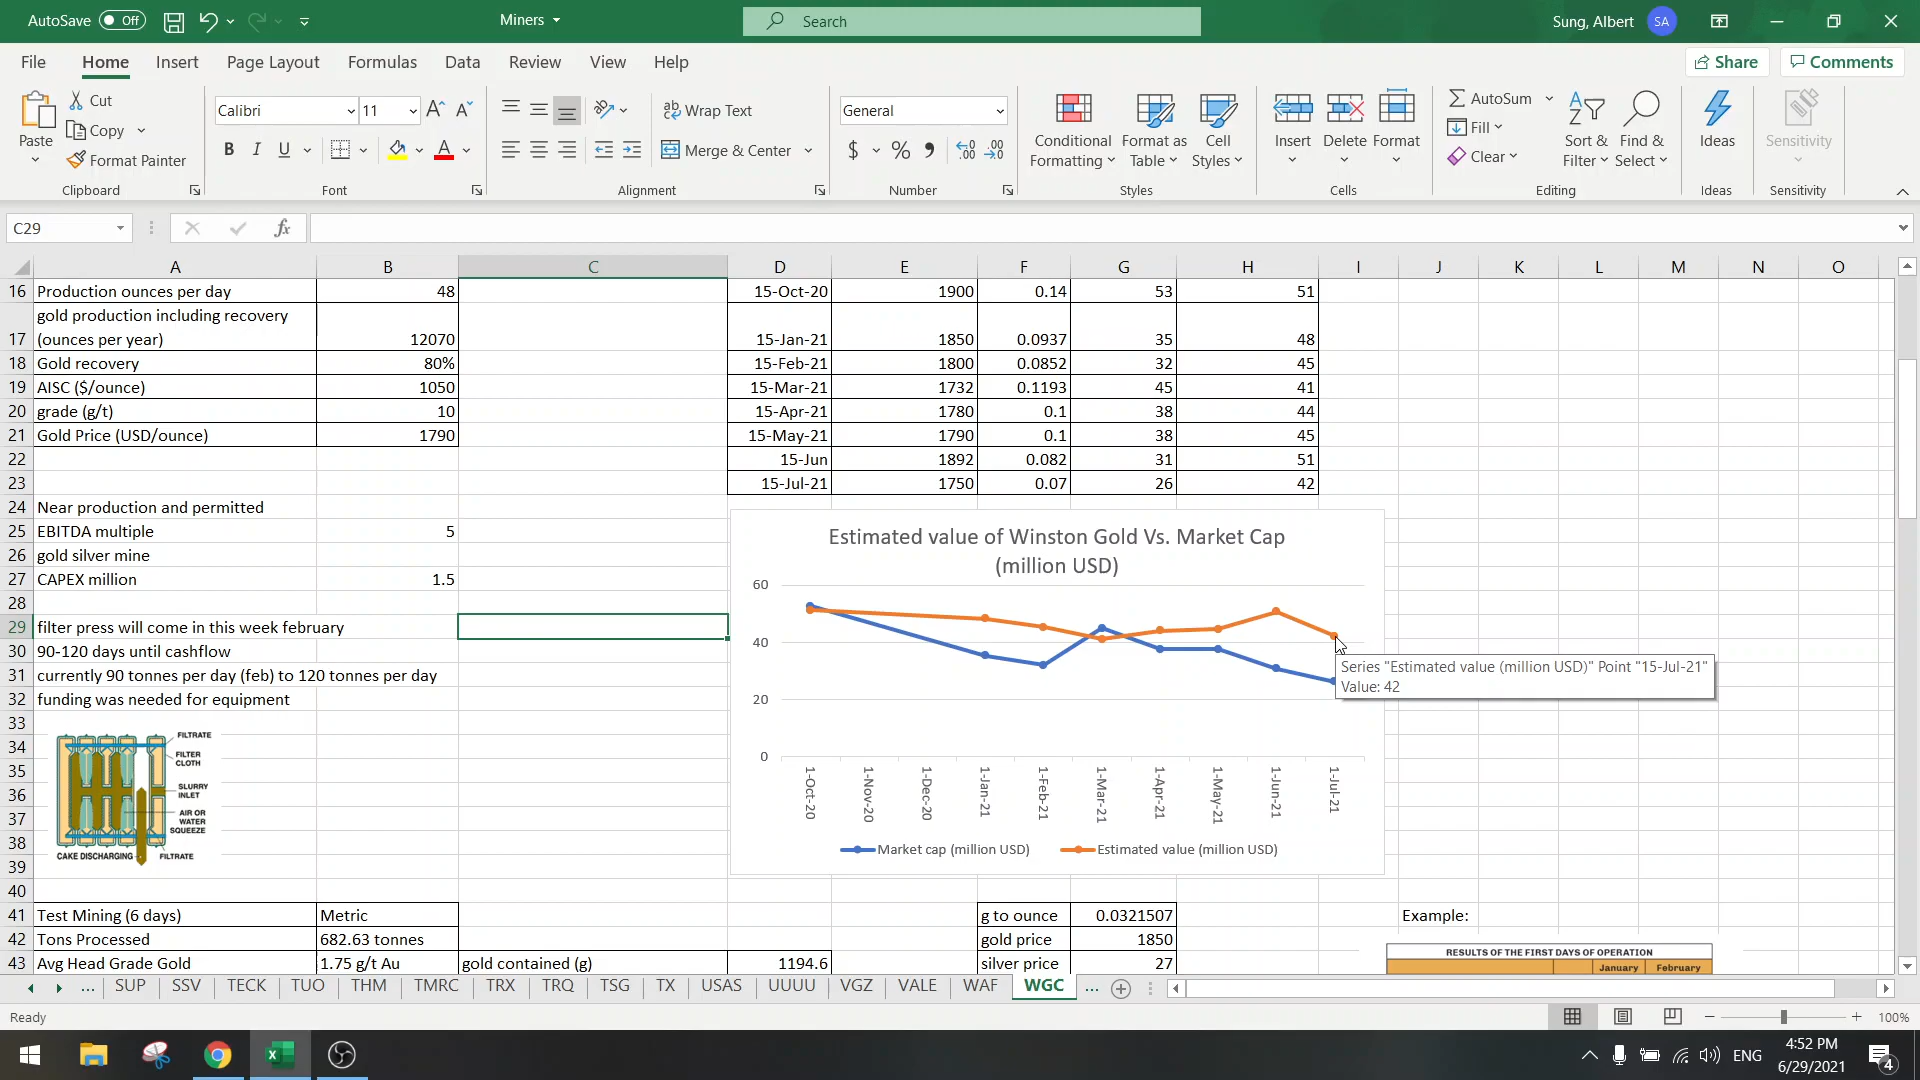 AutoSave Off Miners Search Sung, Albert SA
File Home Insert Page Layout Formulas Data Review View Help Share Comments
Paste Cut Copy Format Painter Clipboard
Calibri 11 B I U A Font
Wrap Text Merge & Center Alignment
General $ % Number
Conditional Formatting Format as Table Cell Styles Styles
Insert Delete Format Cells
AutoSum Fill Clear Sort & Filter Find & Select Editing
Ideas Ideas
Sensitivity Sensitivity
C29 fx
A B C D E F G H I J K L M N O
16 Production ounces per day 48 15-Oct-20 1900 0.14 53 51
gold production including recovery
17 (ounces per year) 12070 15-Jan-21 1850 0.0937 35 48
18 Gold recovery 80% 15-Feb-21 1800 0.0852 32 45
19 AISC ($/ounce) 1050 15-Mar-21 1732 0.1193 45 41
20 grade (g/t) 10 15-Apr-21 1780 0.1 38 44
21 Gold Price (USD/ounce) 1790 15-May-21 1790 0.1 38 45
22 15-Jun 1892 0.082 31 51
23 15-Jul-21 1750 0.07 26 42
24 Near production and permitted
25 EBITDA multiple 5
26 gold silver mine
27 CAPEX million 1.5
28
29 filter press will come in this week february
30 90-120 days until cashflow
31 currently 90 tonnes per day (feb) to 120 tonnes per day
32 funding was needed for equipment
33
34
35
36
37
38
39
40
FILTRATE
FILTER
CLOTH
SLURRY
INLET
AIR OR
WATER
SQUEEZE
CAKE DISCHARGING FILTRATE
Estimated value of Winston Gold Vs. Market Cap
(million USD)
60
40
20
0
1-Oct-20 1-Nov-20 1-Dec-20 1-Jan-21 1-Feb-21 1-Mar-21 1-Apr-21 1-May-21 1-Jun-21 1-Jul-21
Market cap (million USD) Estimated value (million USD)
Series "Estimated value (million USD)" Point "15-Jul-21"
Value: 42
41 Test Mining (6 days) Metric g to ounce 0.0321507 Example:
42 Tons Processed 682.63 tonnes gold price 1850
43 Avg Head Grade Gold 1.75 g/t Au gold contained (g) 1194.6 silver price 27
RESULTS OF THE FIRST DAYS OF OPERATION
January February
... SUP SSV TECK TUO THM TMRC TRX TRQ TSG TX USAS UUUU VGZ VALE WAF WGC ...
Ready 100%
ENG 4:52 PM
6/29/2021 4